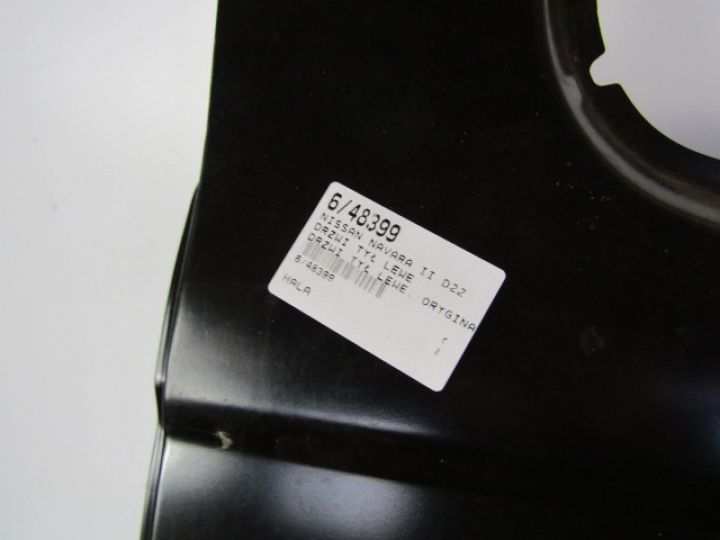 6/48399
NISSAN NAVARA II D22
DRZWI TYŁ LEWE
DRZWI TYŁ LEWE. ORYGINA
6/48399
HALA